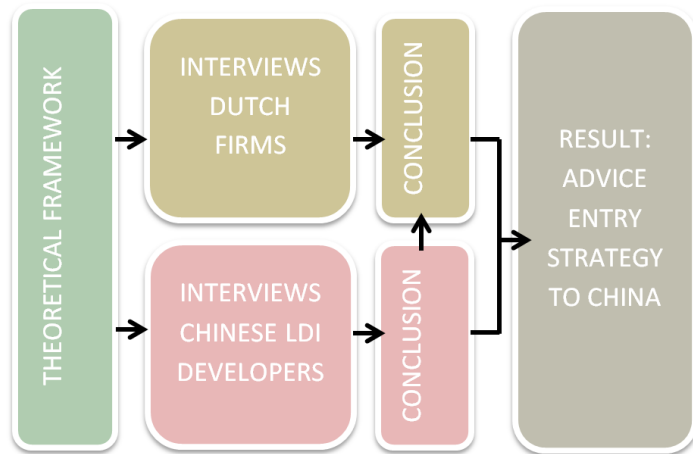 THEORETICAL FRAMEWORK
INTERVIEWS
DUTCH
FIRMS
CONCLUSION
INTERVIEWS
CHINESE LDI
DEVELOPERS
CONCLUSION
RESULT:
ADVICE
ENTRY
STRATEGY
TO CHINA